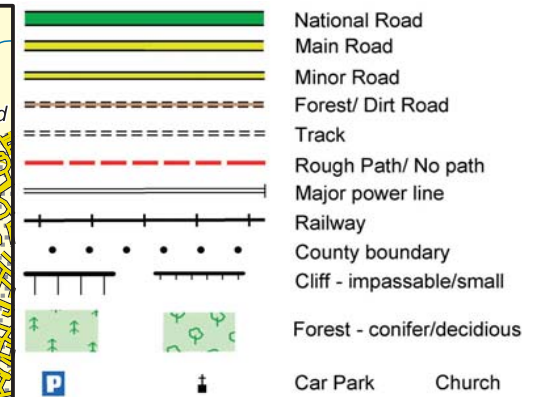 National Road
Main Road
Minor Road
Forest/ Dirt Road
Track
Rough Path/ No path
Major power line
Railway
County boundary
Cliff - impassable/small
Forest - conifer/decidious
P
Car Park Church